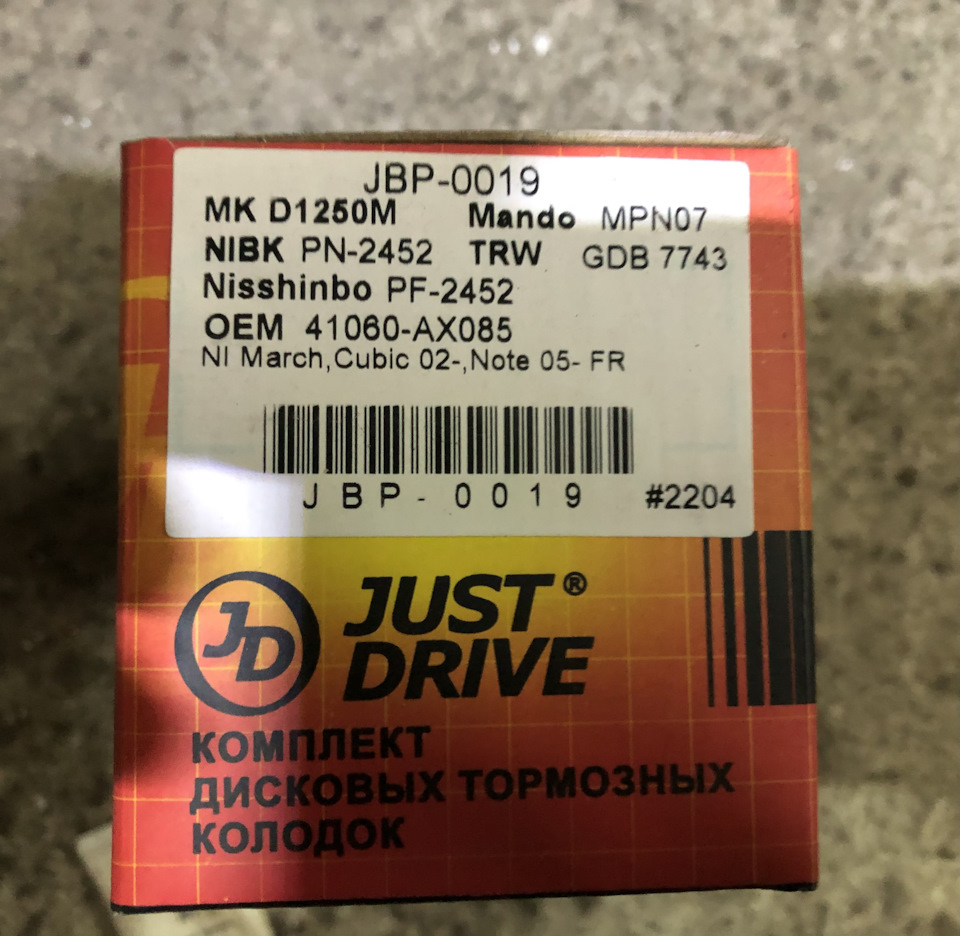 JBP-0019
MK D1250M Mando MPN07
NIBK PN-2452 TRW GDB 7743
Nisshinbo PF-2452
OEM 41060-AX085
NI March,Cubic 02-,Note 05- FR
JBP-0019 #2204
JD JUST DRIVE ®
КОМПЛЕКТ
ДИСКОВЫХ ТОРМОЗНЫХ
КОЛОДОК